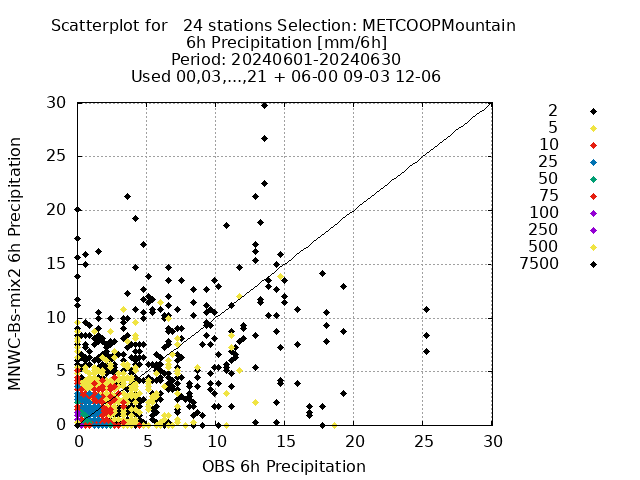 Scatterplot for 24 stations Selection: METCOOPMountain
6h Precipitation [mm/6h]
Period: 20240601-20240630
Used 00,03,...,21 + 06-00 09-03 12-06
30
25
20
15
10
5
0
MNWC-Bs-mix2 6h Precipitation
0 5 10 15 20 25 30
OBS 6h Precipitation
2
5
10
25
50
75
100
250
500
7500